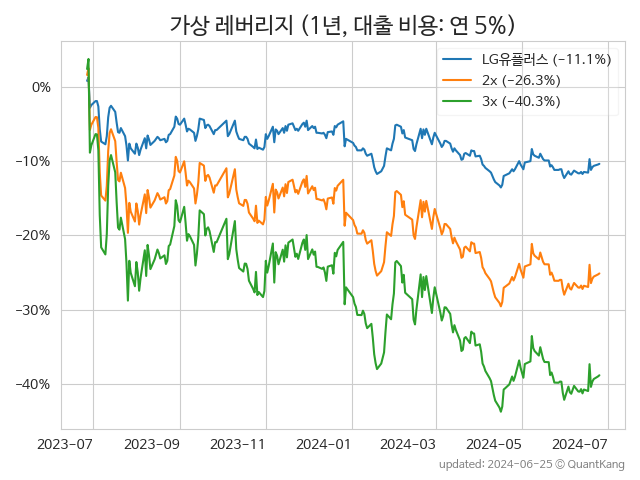 가상 레버리지 (1년, 대출 비용: 연 5%)
LG유플러스 (−11.1%)
2x (−26.3%)
3x (−40.3%)
0%
−10%
−20%
−30%
−40%
2023-07
2023-09
2023-11
2024-01
2024-03
2024-05
2024-07
updated: 2024-06-25 © QuantKang